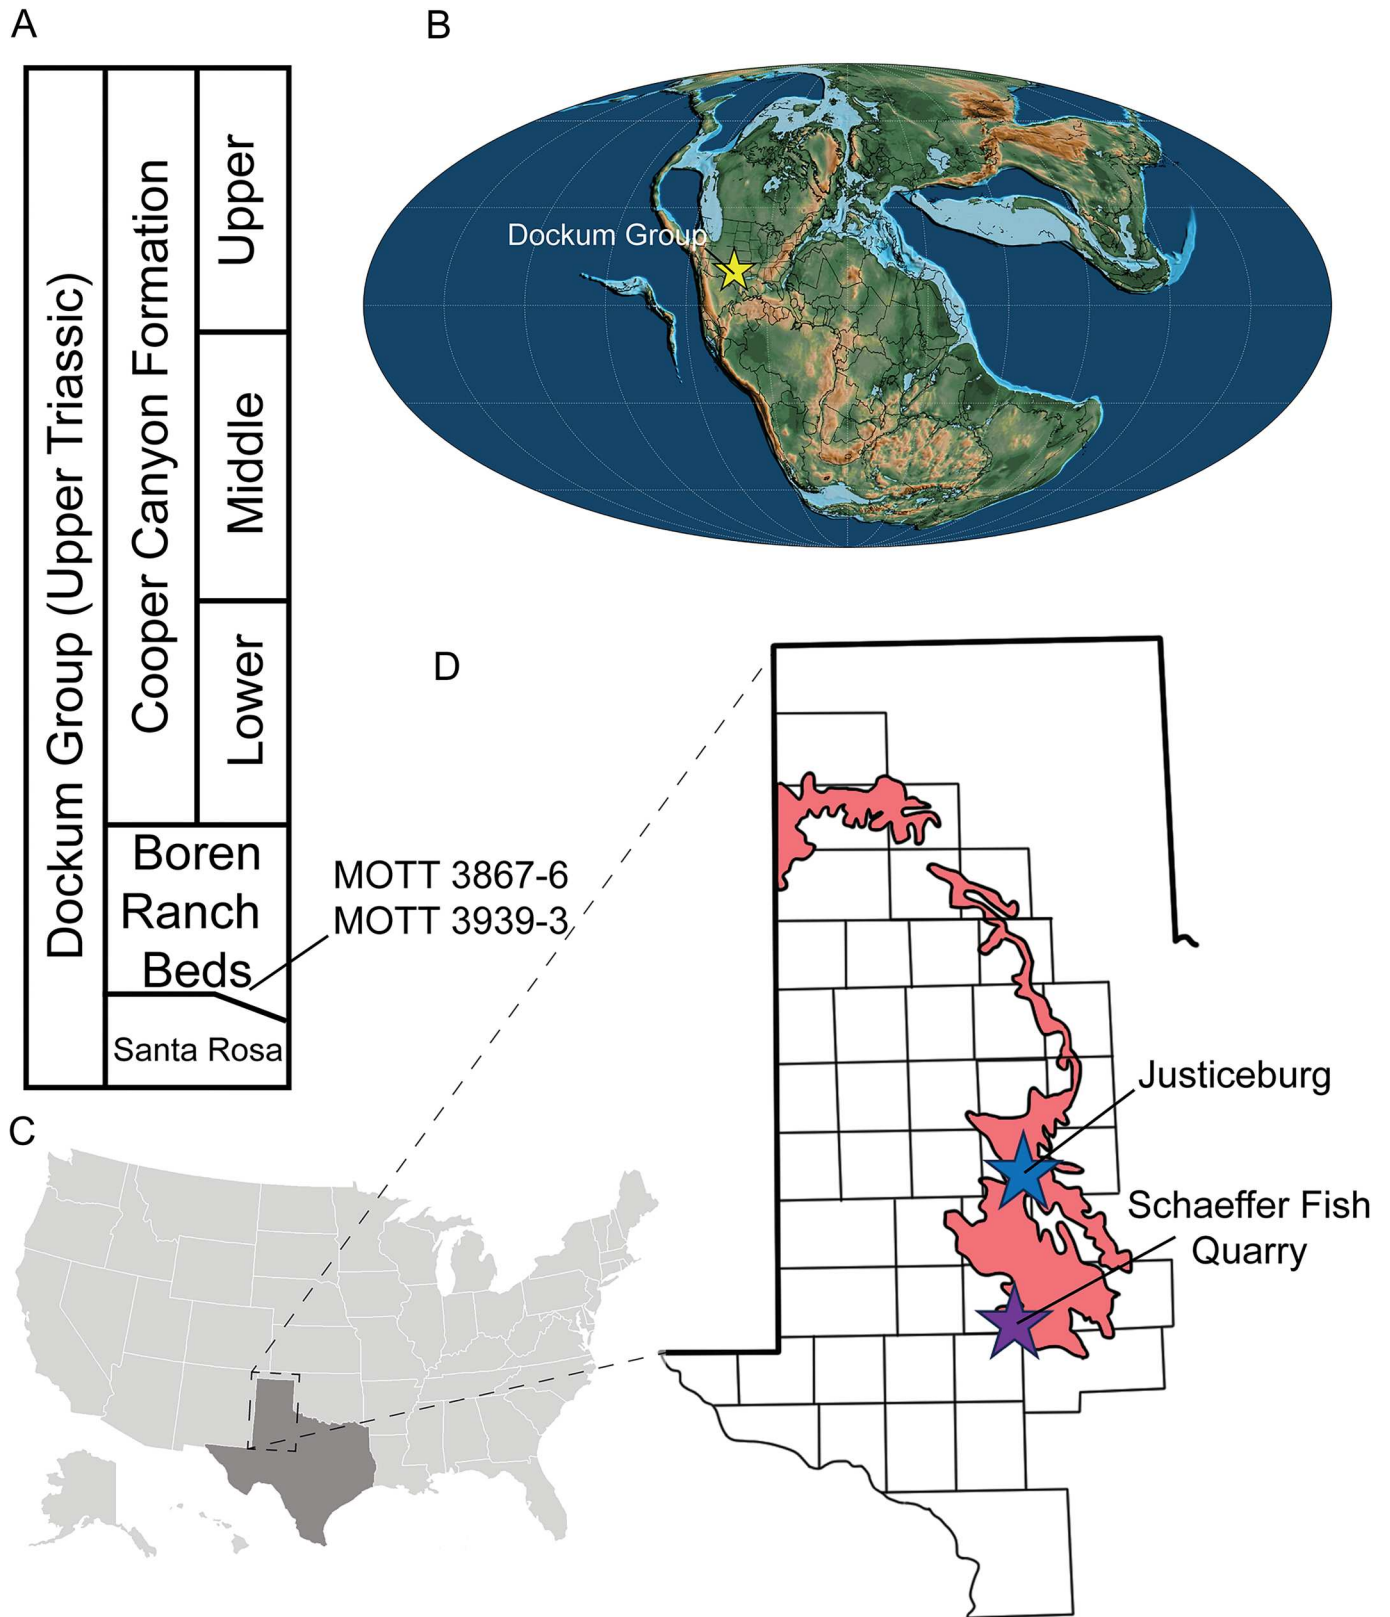 A
Dockum Group (Upper Triassic)
Cooper Canyon Formation
Upper
Middle
Lower
Boren
Ranch
Beds
Santa Rosa
MOTT 3867-6
MOTT 3939-3
B
Dockum Group
C
D
Justiceburg
Schaeffer Fish
Quarry